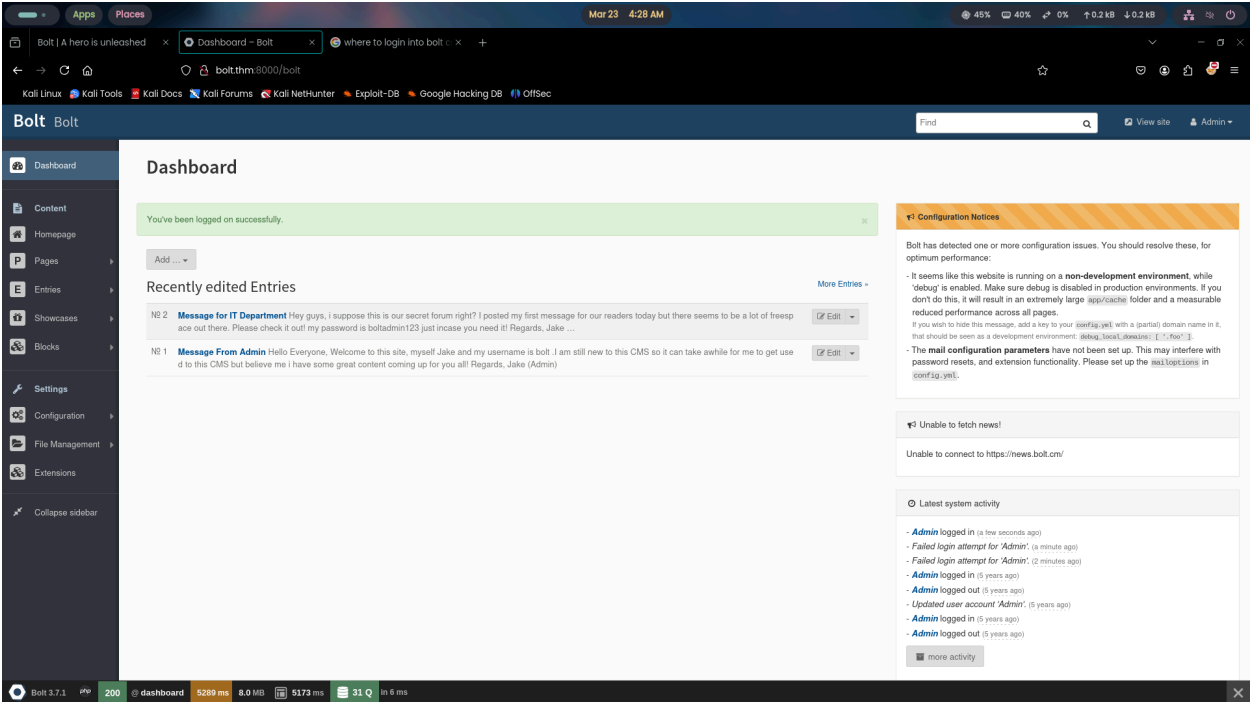 Apps Places Mar 23 4:28 AM 45% 40% 0% ↑0.2 kB ↓0.2 kB
Bolt | A hero is unleashed × Dashboard – Bolt × where to login into bolt c × +
bolt.thm:8000/bolt
Kali Linux Kali Tools Kali Docs Kali Forums Kali NetHunter Exploit-DB Google Hacking DB OffSec
Bolt Bolt Find View site Admin
Dashboard
Content
Homepage
P Pages
E Entries
Showcases
Blocks
Settings
Configuration
File Management
Extensions
Collapse sidebar
Dashboard
You've been logged on successfully. ×
Add ...
Recently edited Entries More Entries »
№ 2 Message for IT Department Hey guys, i suppose this is our secret forum right? I posted my first message for our readers today but there seems to be a lot of freesp
ace out there. Please check it out! my password is boltadmin123 just incase you need it! Regards, Jake ...
Edit
№ 1 Message From Admin Hello Everyone, Welcome to this site, myself Jake and my username is bolt .I am still new to this CMS so it can take awhile for me to get use
d to this CMS but believe me i have some great content coming up for you all! Regards, Jake (Admin)
Edit
Configuration Notices
Bolt has detected one or more configuration issues. You should resolve these, for
optimum performance:
- It seems like this website is running on a non-development environment, while
'debug' is enabled. Make sure debug is disabled in production environments. If you
don't do this, it will result in an extremely large app/cache folder and a measurable
reduced performance across all pages.
If you wish to hide this message, add a key to your config.yml with a (partial) domain name in it,
that should be seen as a development environment: debug_local_domains: [ '.foo' ].
- The mail configuration parameters have not been set up. This may interfere with
password resets, and extension functionality. Please set up the mailoptions in
config.yml.
Unable to fetch news!
Unable to connect to https://news.bolt.cm/
Latest system activity
- Admin logged in (a few seconds ago)
- Failed login attempt for 'Admin'. (a minute ago)
- Failed login attempt for 'Admin'. (2 minutes ago)
- Admin logged in (5 years ago)
- Admin logged out (5 years ago)
- Updated user account 'Admin'. (5 years ago)
- Admin logged in (5 years ago)
- Admin logged out (5 years ago)
more activity
Bolt 3.7.1 php 200 @ dashboard 5289 ms 8.0 MB 5173 ms 31 Q in 6 ms